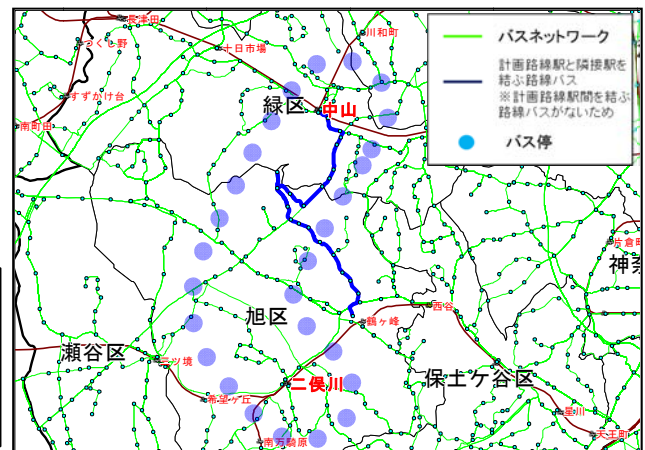 長津田
つくし野
十日市場
川和町
すずかけ台
緑区
中山
南町田
バスネットワーク
計画路線駅と隣接駅を
結ぶ路線バス
※計画路線駅間を結ぶ
路線バスがないため
バス停
片倉町
神奈
西谷
鶴ヶ峰
旭区
瀬谷区
三ツ境
二俣川
希望ヶ丘
保土ケ谷区
星川
天王町
南万騎原